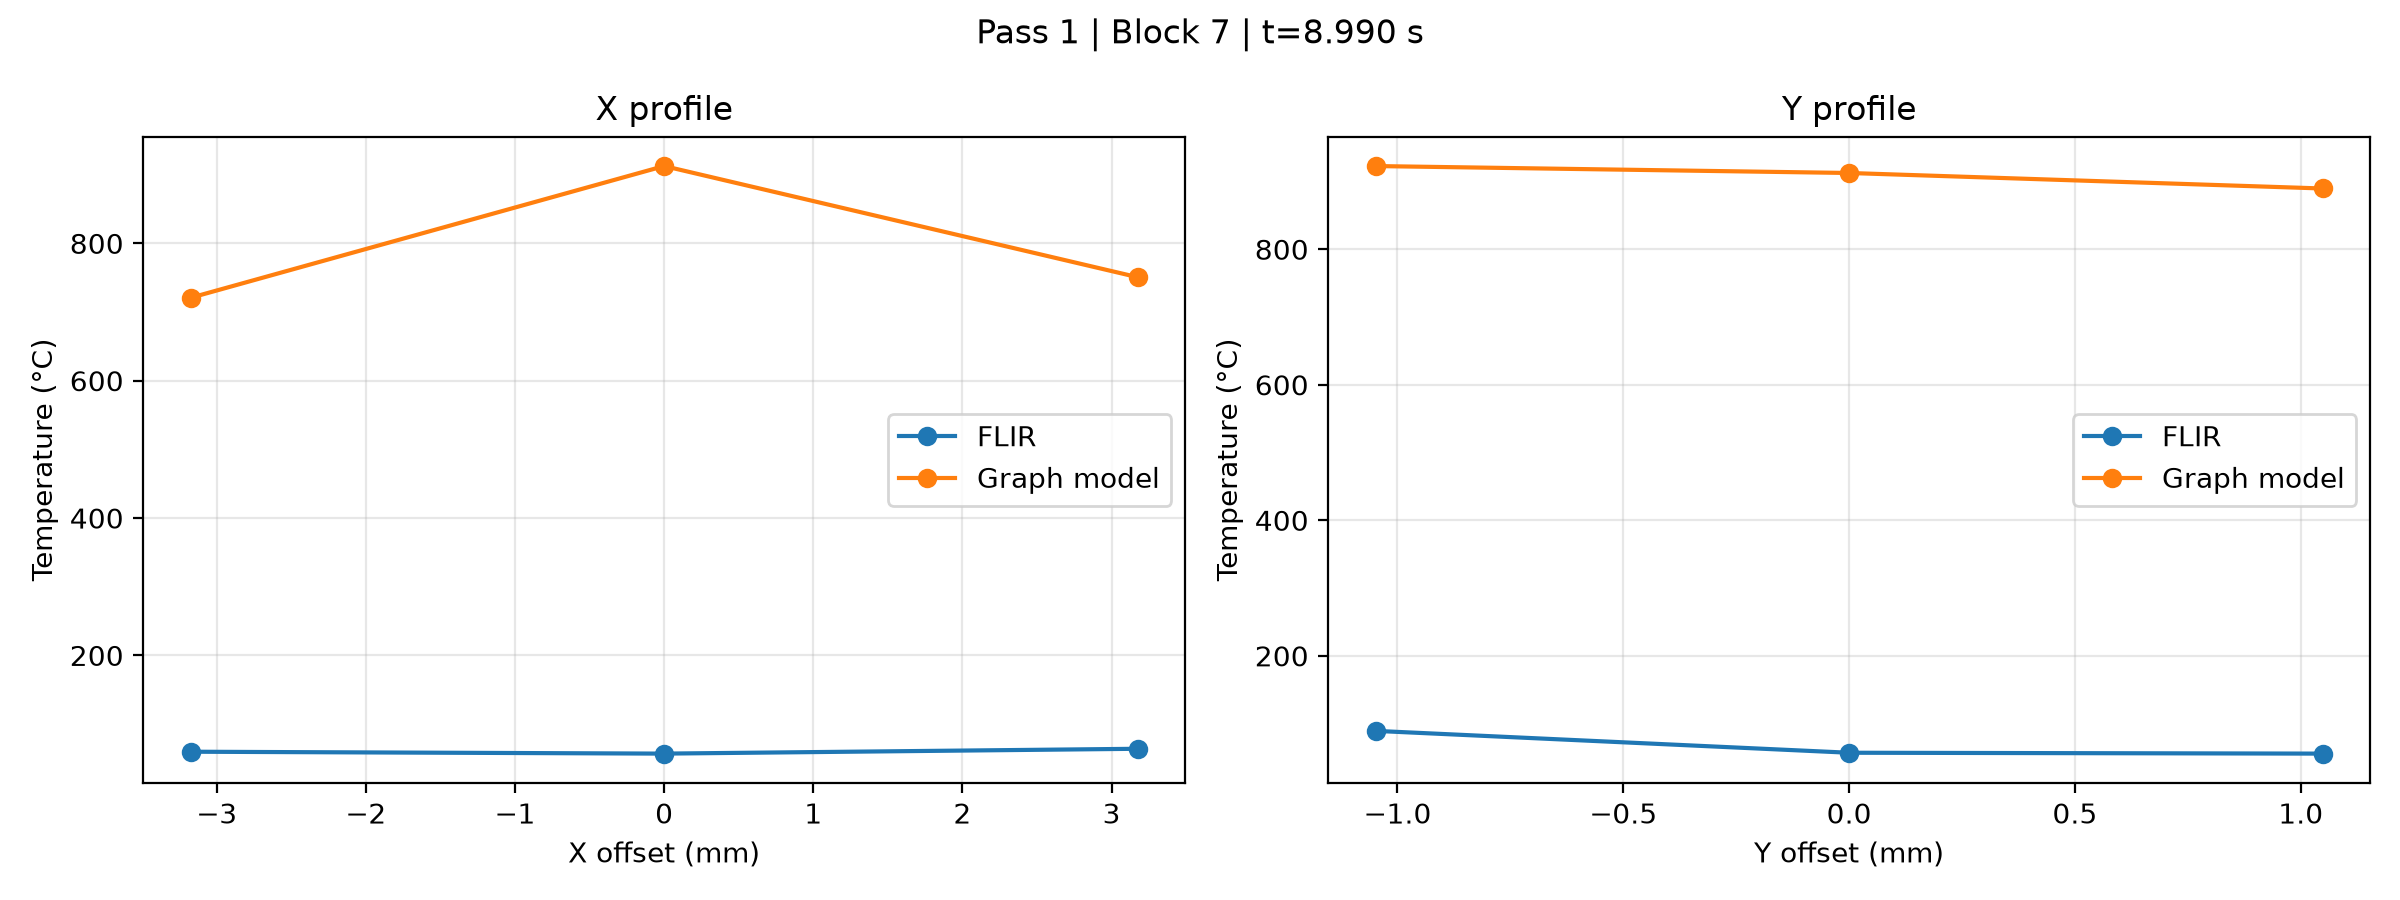 Pass 1 | Block 7 | t=8.990 s
X profile
Temperature (°C)
800
600
400
200
−3
−2
−1
0
1
2
3
X offset (mm)
FLIR
Graph model
Y profile
Temperature (°C)
800
600
400
200
−1.0
−0.5
0.0
0.5
1.0
Y offset (mm)
FLIR
Graph model